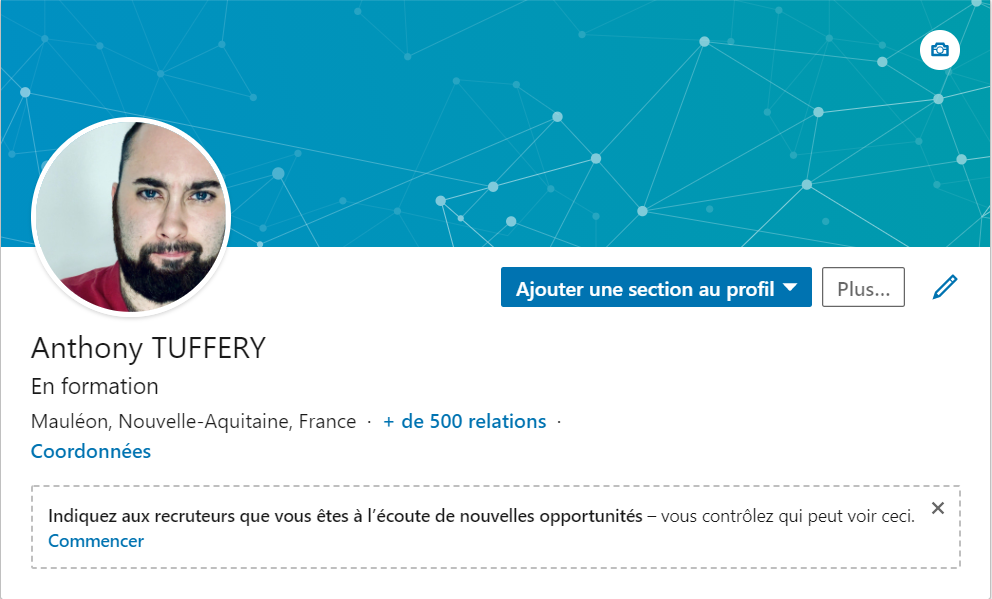 Ajouter une section au profil
Plus...
Anthony TUFFERY
En formation
Mauléon, Nouvelle-Aquitaine, France · + de 500 relations ·
Coordonnées
Indiquez aux recruteurs que vous êtes à l’écoute de nouvelles opportunités – vous contrôlez qui peut voir ceci.
Commencer